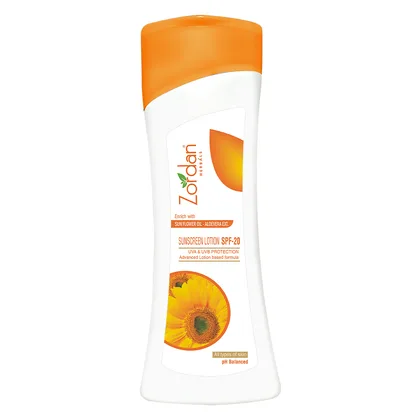 Zordan
HERBALS
Enrich with
SUN FLOWER OIL - ALOEVERA EXT.
SUNSCREEN LOTION SPF-20
UVA & UVB PROTECTION
Advanced Lotion based formula
All types of skin
pH Balanced